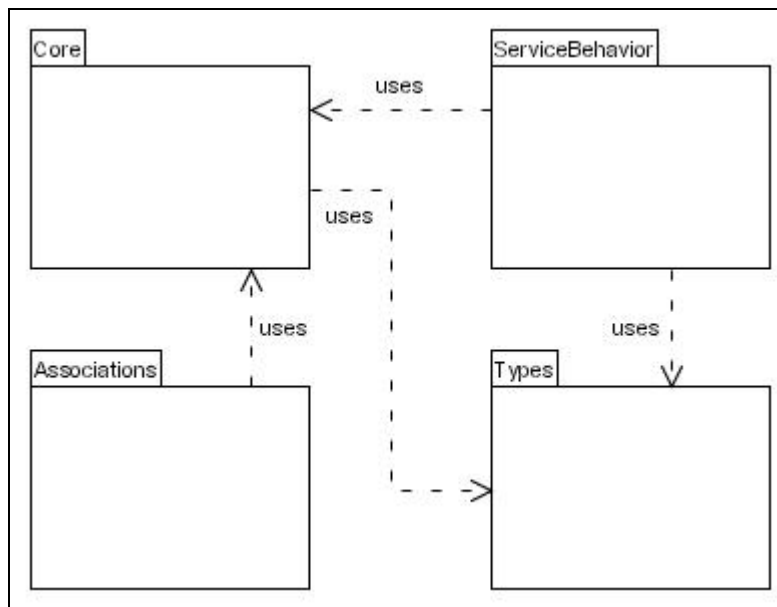 Core
ServiceBehavior
uses
uses
uses
uses
Associations
Types